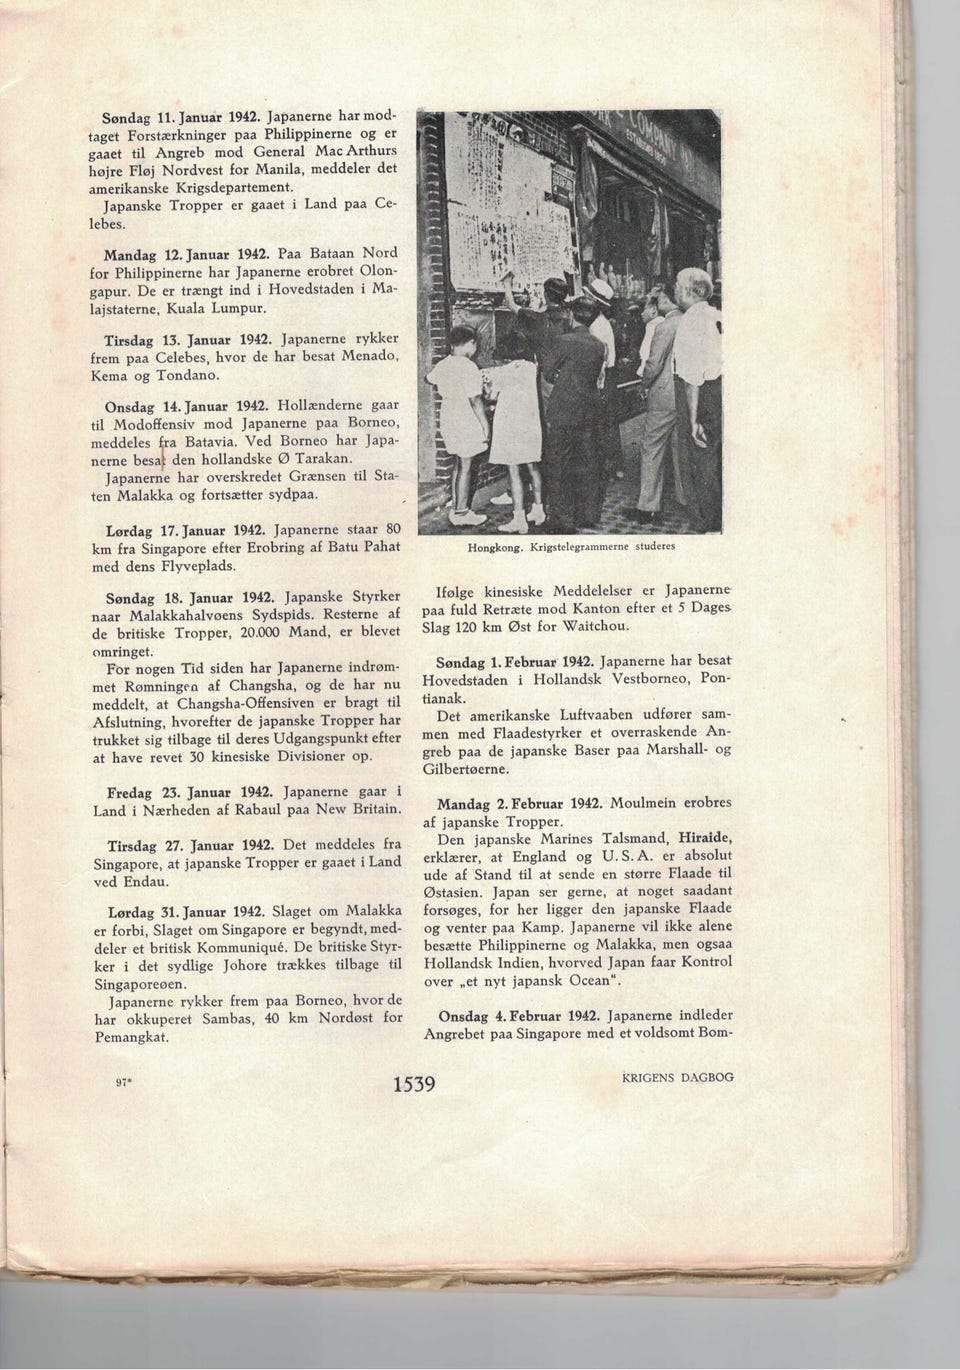 Søndag 11. Januar 1942. Japanerne har mod-
taget Forstærkninger paa Philippinerne og er
gaaet til Angreb mod General Mac Arthurs
højre Fløj Nordvest for Manila, meddeler det
amerikanske Krigsdepartement.
Japanske Tropper er gaaet i Land paa Ce-
lebes.
Mandag 12. Januar 1942. Paa Bataan Nord
for Philippinerne har Japanerne erobret Olon-
gapur. De er trængt ind i Hovedstaden i Ma-
lajstaterne, Kuala Lumpur.
Tirsdag 13. Januar 1942. Japanerne rykker
frem paa Celebes, hvor de har besat Menado,
Kema og Tondano.
Onsdag 14. Januar 1942. Hollænderne gaar
til Modoffensiv mod Japanerne paa Borneo,
meddeles fra Batavia. Ved Borneo har Japa-
nerne besat den hollandske Ø Tarakan.
Japanerne har overskredet Grænsen til Sta-
ten Malakka og fortsætter sydpaa.
Lørdag 17. Januar 1942. Japanerne staar 80
km fra Singapore efter Erobring af Batu Pahat
med dens Flyveplads.
Søndag 18. Januar 1942. Japanske Styrker
naar Malakkahalvøens Sydspids. Resterne af
de britiske Tropper, 20.000 Mand, er blevet
omringet.
For nogen Tid siden har Japanerne indrøm-
met Rømningen af Changsha, og de har nu
meddelt, at Changsha-Offensiven er bragt til
Afslutning, hvorefter de japanske Tropper har
trukket sig tilbage til deres Udgangspunkt efter
at have revet 30 kinesiske Divisioner op.
Fredag 23. Januar 1942. Japanerne gaar i
Land i Nærheden af Rabaul paa New Britain.
Tirsdag 27. Januar 1942. Det meddeles fra
Singapore, at japanske Tropper er gaaet i Land
ved Endau.
Lørdag 31. Januar 1942. Slaget om Malakka
er forbi, Slaget om Singapore er begyndt, med-
deler et britisk Kommuniqué. De britiske Styr-
ker i det sydlige Johore trækkes tilbage til
Singaporeøen.
Japanerne rykker frem paa Borneo, hvor de
har okkuperet Sambas, 40 km Nordøst for
Pemangkat.
COMPANY
Hongkong. Krigstelegrammerne studeres
Ifølge kinesiske Meddelelser er Japanerne
paa fuld Retræte mod Kanton efter et 5 Dages
Slag 120 km Øst for Waitchou.
Søndag 1. Februar 1942. Japanerne har besat
Hovedstaden i Hollandsk Vestborneo, Pon-
tianak.
Det amerikanske Luftvaaben udfører sam-
men med Flaadestyrker et overraskende An-
greb paa de japanske Baser paa Marshall- og
Gilbertøerne.
Mandag 2. Februar 1942. Moulmein erobres
af japanske Tropper.
Den japanske Marines Talsmand, Hiraide,
erklærer, at England og U. S. A. er absolut
ude af Stand til at sende en større Flaade til
Østasien. Japan ser gerne, at noget saadant
forsøges, for her ligger den japanske Flaade
og venter paa Kamp. Japanerne vil ikke alene
besætte Philippinerne og Malakka, men ogsaa
Hollandsk Indien, hvorved Japan faar Kontrol
over „et nyt japansk Ocean“.
Onsdag 4. Februar 1942. Japanerne indleder
Angrebet paa Singapore med et voldsomt Bom-
97*
1539
KRIGENS DAGBOG